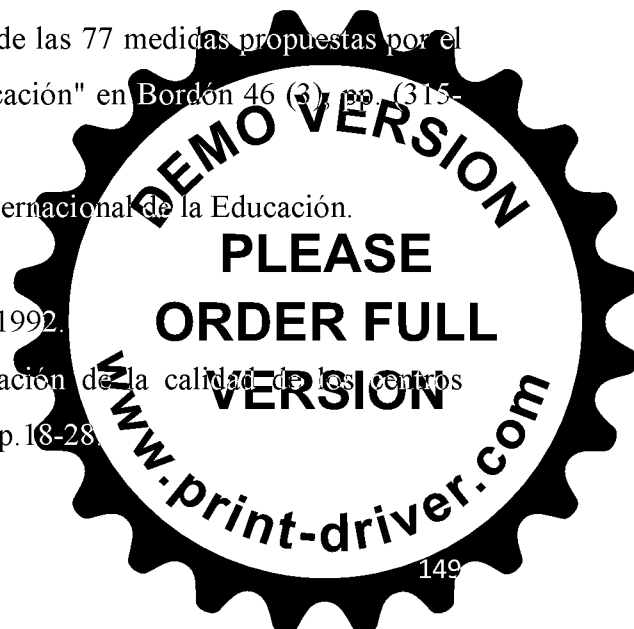 de las 77 medidas propuestas por el
cación" en Bordón 46 (3), pp. (315-
ernacional de la Educación.
1992.
ación de la calidad de los centros
p.18-28.
149
DEMO VERSION
PLEASE
ORDER FULL
VERSION
www.print-driver.com